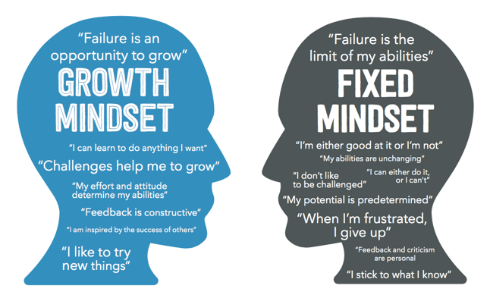 "Failure is an
opportunity to grow"
GROWTH
MINDSET
"I can learn to do anything I want"
"Challenges help me to grow"
"My effort and attitude
determine my abilities"
"Feedback is constructive"
"I am inspired by the success of others"
"I like to try
new things"
"Failure is the
limit of my abilities"
FIXED
MINDSET
"I'm either good at it or I'm not"
"My abilities are unchanging"
"I don't like
to be challenged"
"I can either do it,
or I can't"
"My potential is predetermined"
"When I'm frustrated,
I give up"
"Feedback and criticism
are personal
"I stick to what I know"